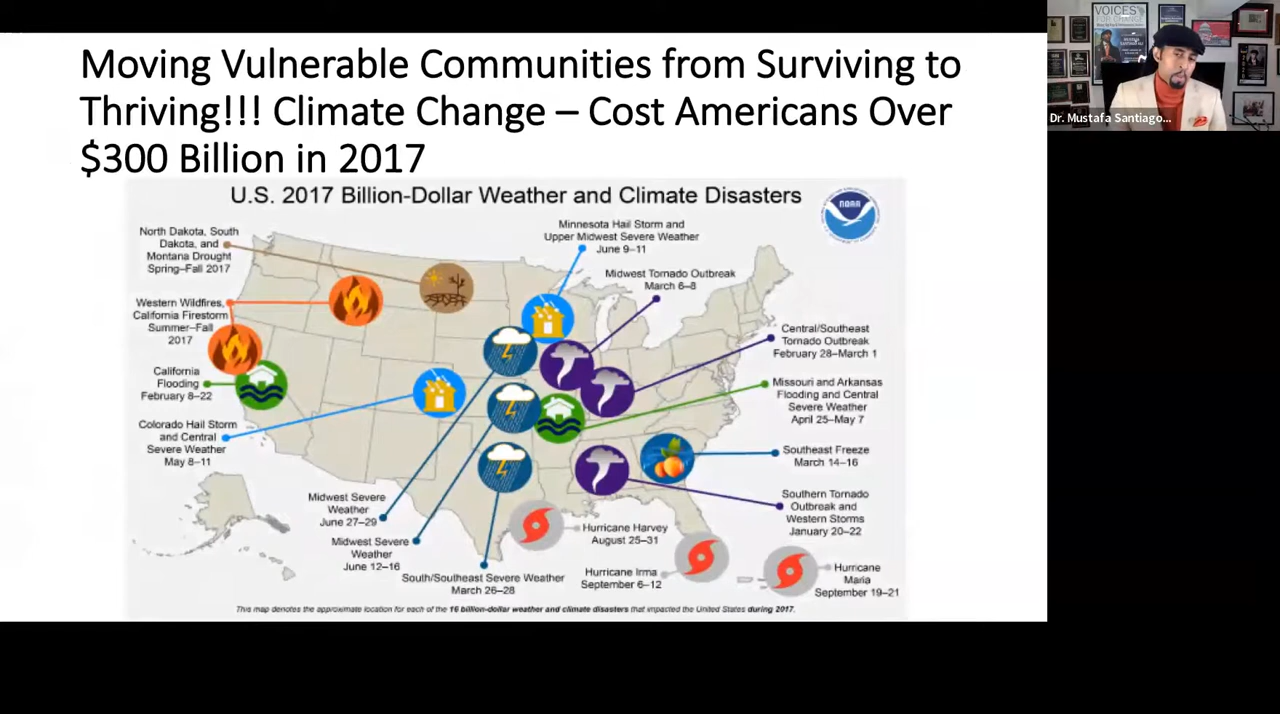 Moving Vulnerable Communities from Surviving to
Thriving!!! Climate Change – Cost Americans Over
$300 Billion in 2017
U.S. 2017 Billion-Dollar Weather and Climate Disasters
NOAA
North Dakota, South
Dakota, and
Montana Drought
Spring–Fall 2017
Minnesota Hail Storm and
Upper Midwest Severe Weather
June 9–11
Midwest Tornado Outbreak
March 6–8
Western Wildfires,
California Firestorm
Summer–Fall
2017
Central/Southeast
Tornado Outbreak
February 28–March 1
California
Flooding
February 8–22
Missouri and Arkansas
Flooding and Central
Severe Weather
April 25–May 7
Colorado Hail Storm
and Central
Severe Weather
May 8–11
Southeast Freeze
March 14–16
Midwest Severe
Weather
June 27–29
Southern Tornado
Outbreak and
Western Storms
January 20–22
Midwest Severe
Weather
June 12–16
Hurricane Harvey
August 25–31
South/Southeast Severe Weather
March 26–28
Hurricane Irma
September 6–12
Hurricane
Maria
September 19–21
This map denotes the approximate location for each of the 16 billion-dollar weather and climate disasters that impacted the United States during 2017.
VOICES
FOR CHANGE
Dr. Mustafa Santiago...